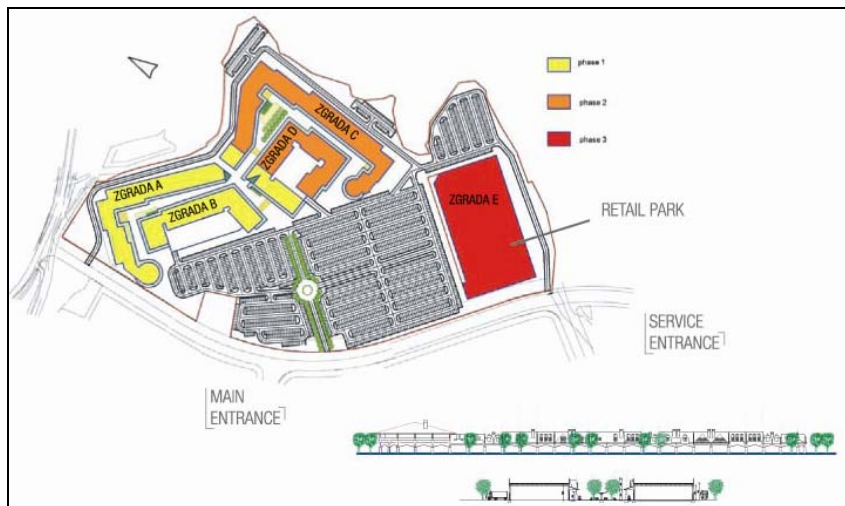 phase 1
phase 2
phase 3
ZGRADA C
ZGRADA D
ZGRADA A
ZGRADA B
ZGRADA E
RETAIL PARK
SERVICE
ENTRANCE
MAIN
ENTRANCE